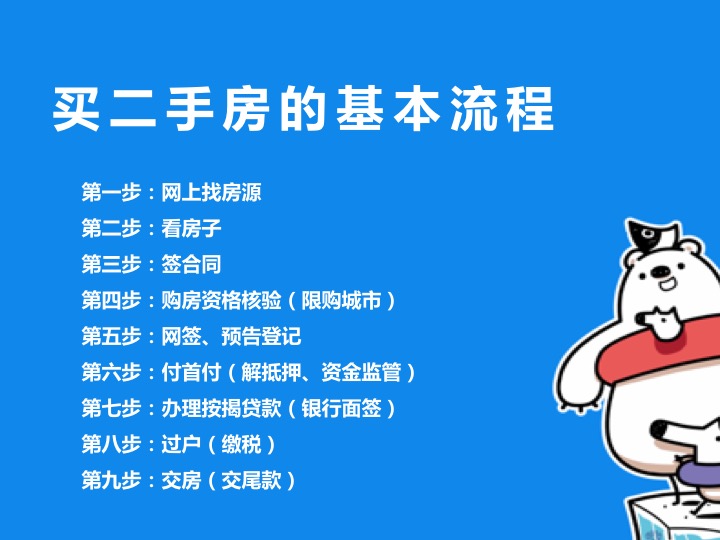 买二手房的基本流程
第一步：网上找房源
第二步：看房子
第三步：签合同
第四步：购房资格核验（限购城市）
第五步：网签、预告登记
第六步：付首付（解抵押、资金监管）
第七步：办理按揭贷款（银行面签）
第八步：过户（缴税）
第九步：交房（交尾款）